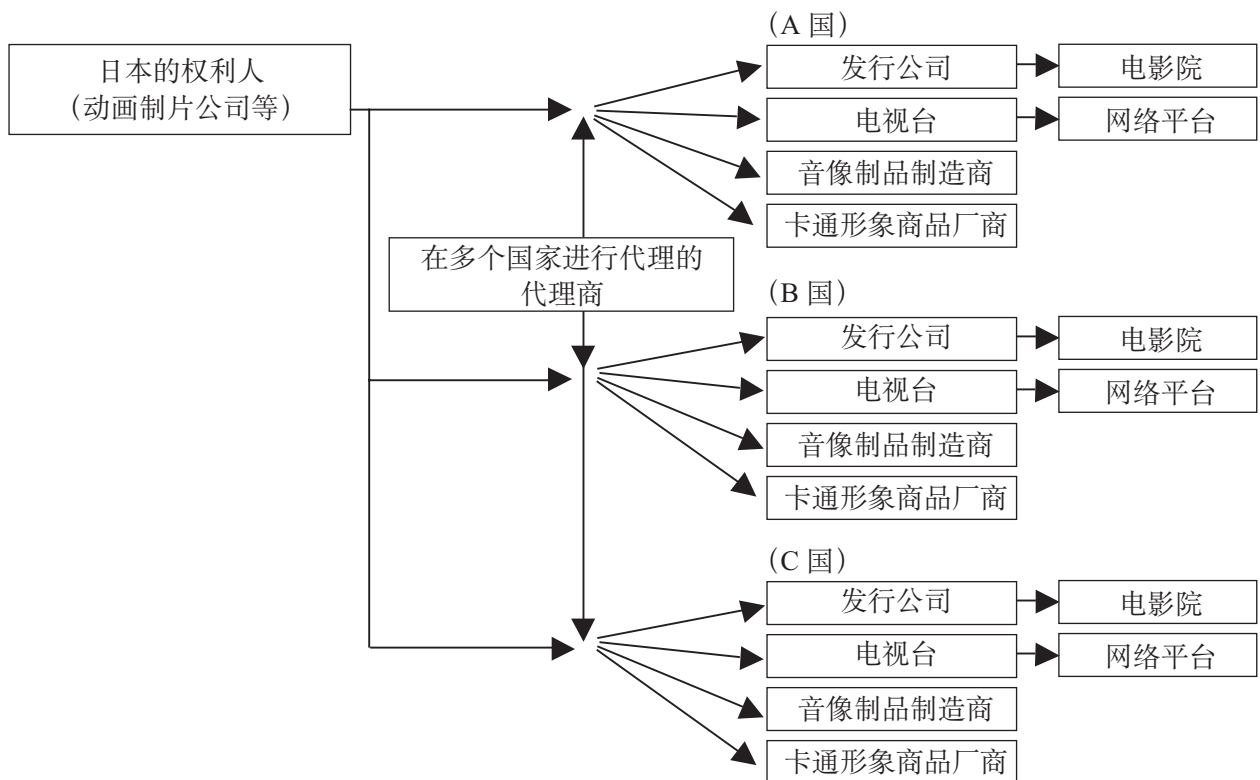 日本的权利人
（动画制片公司等）
在多个国家进行代理的
代理商
（A 国）
发行公司
电影院
电视台
网络平台
音像制品制造商
卡通形象商品厂商
（B 国）
发行公司
电影院
电视台
网络平台
音像制品制造商
卡通形象商品厂商
（C 国）
发行公司
电影院
电视台
网络平台
音像制品制造商
卡通形象商品厂商